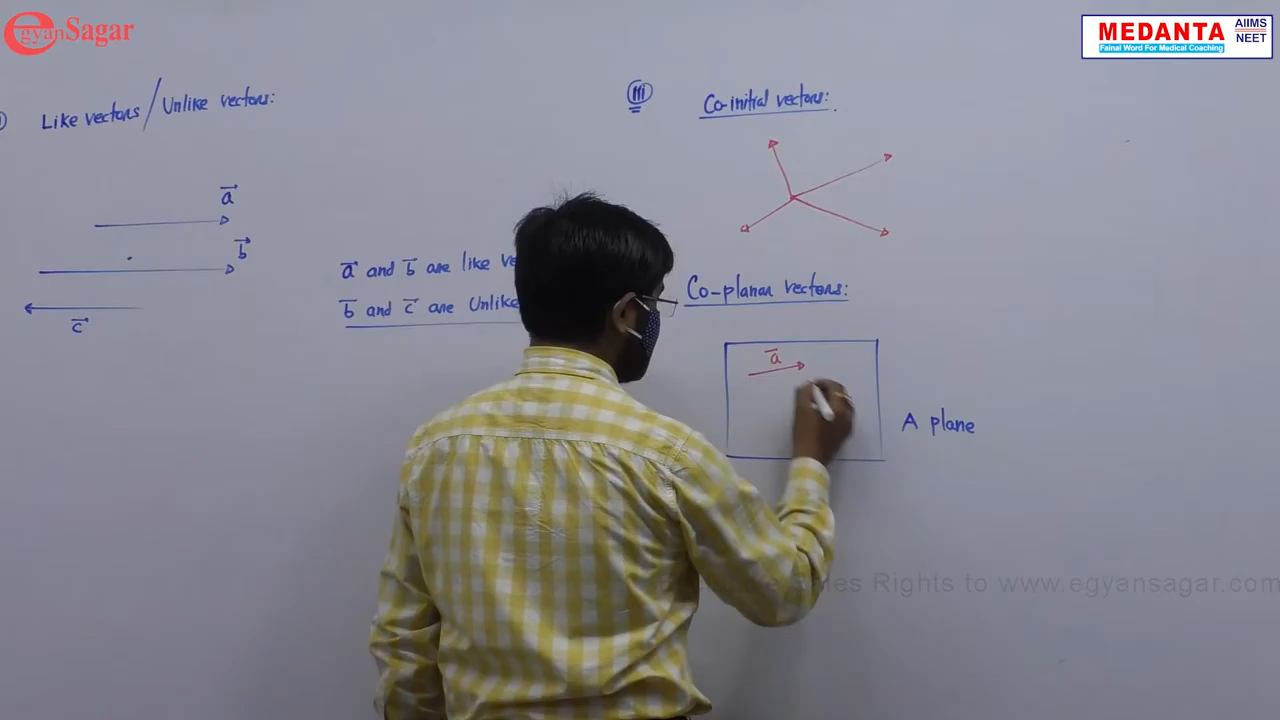 egyanSagar
MEDANTA AIIMS NEET
Fainal Word For Medical Coaching
Like vectors / Unlike vectors:
a
b
c
a and b are like
b and c are Unlike
(iii) Co-initial vectors:
Co-planar vectors:
a
A plane
Rights to www.egyansagar.com